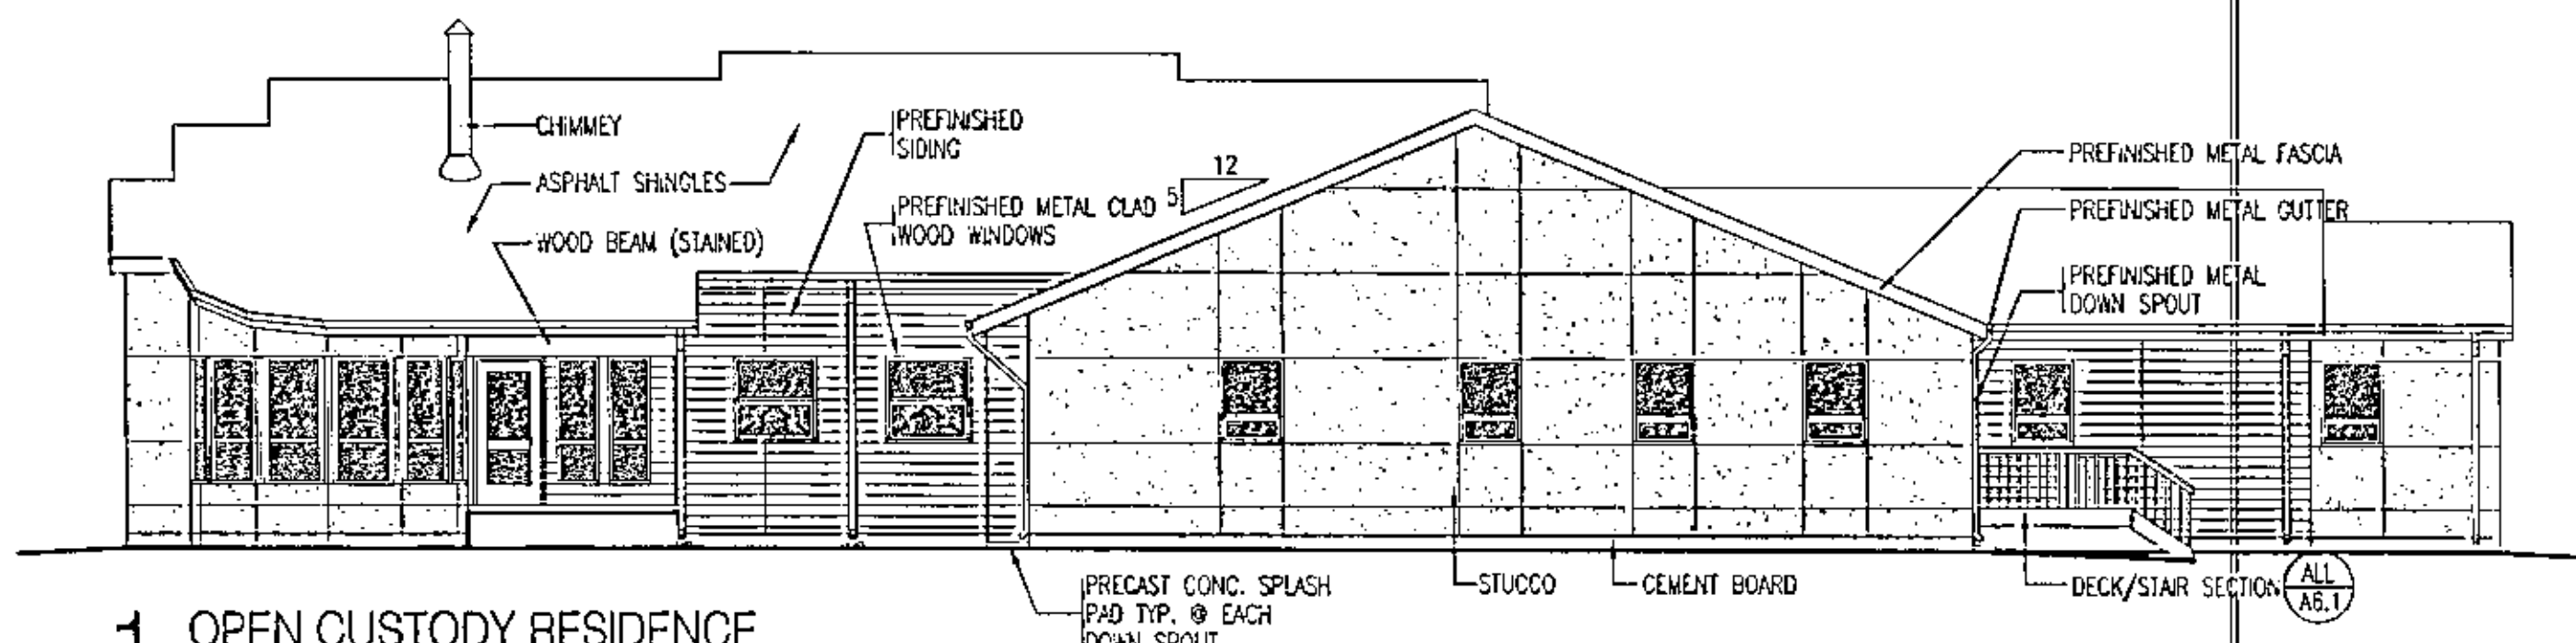 CHIMMEY
ASPHALT SHINGLES
WOOD BEAM (STAINED)
PREFINISHED
SIDING
PREFINISHED METAL CLAD
WOOD WINDOWS
12
5
PREFINISHED METAL FASCIA
PREFINISHED METAL GUTTER
PREFINISHED METAL
DOWN SPOUT
PRECAST CONC. SPLASH
PAD TYP. @ EACH
DOWN SPOUT
STUCCO
CEMENT BOARD
DECK/STAIR SECTION
ALL
A6.1
1 OPEN CUSTODY RESIDENCE